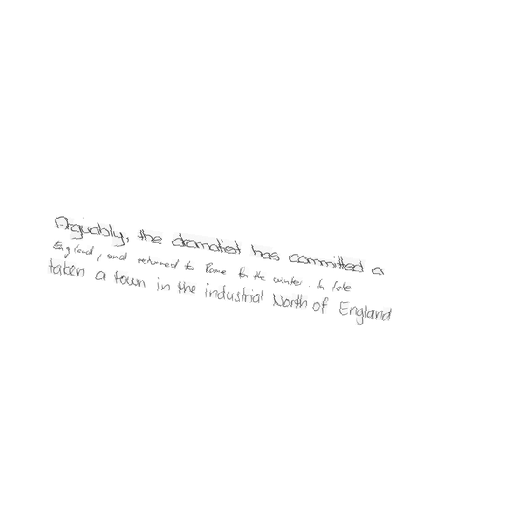 Arguably, the dramatist has committed a
England, and returned to Rome for the winter. In late
taken a town in the industrial North of England